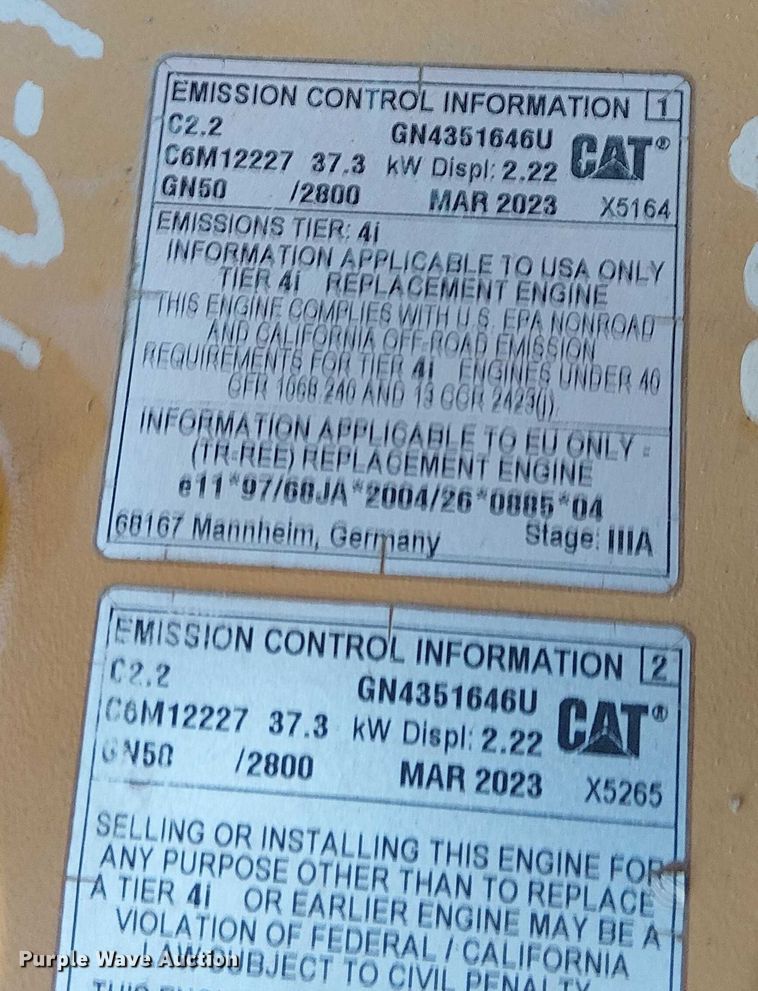 EMISSION CONTROL INFORMATION 1
C2.2 GN4351646U CAT®
C6M12227 37.3 kW Displ: 2.22
GN50 /2800 MAR 2023 X5164
EMISSIONS TIER: 4i
INFORMATION APPLICABLE TO USA ONLY
TIER 4i REPLACEMENT ENGINE
THIS ENGINE COMPLIES WITH U.S. EPA NONROAD
AND CALIFORNIA OFF-ROAD EMISSION
REQUIREMENTS FOR TIER 4i ENGINES UNDER 40
CFR 1068.240 AND 13 CCR 2423(j).
INFORMATION APPLICABLE TO EU ONLY -
(TR-REE) REPLACEMENT ENGINE
e11*97/68JA*2004/26*0885*04
68167 Mannheim, Germany Stage: IIIA
EMISSION CONTROL INFORMATION 2
C2.2 GN4351646U CAT®
C6M12227 37.3 kW Displ: 2.22
GN50 /2800 MAR 2023 X5265
SELLING OR INSTALLING THIS ENGINE FOR
ANY PURPOSE OTHER THAN TO REPLACE
A TIER 4i OR EARLIER ENGINE MAY BE A
VIOLATION OF FEDERAL / CALIFORNIA
LAW SUBJECT TO CIVIL PENALTY
Purple Wave Auction